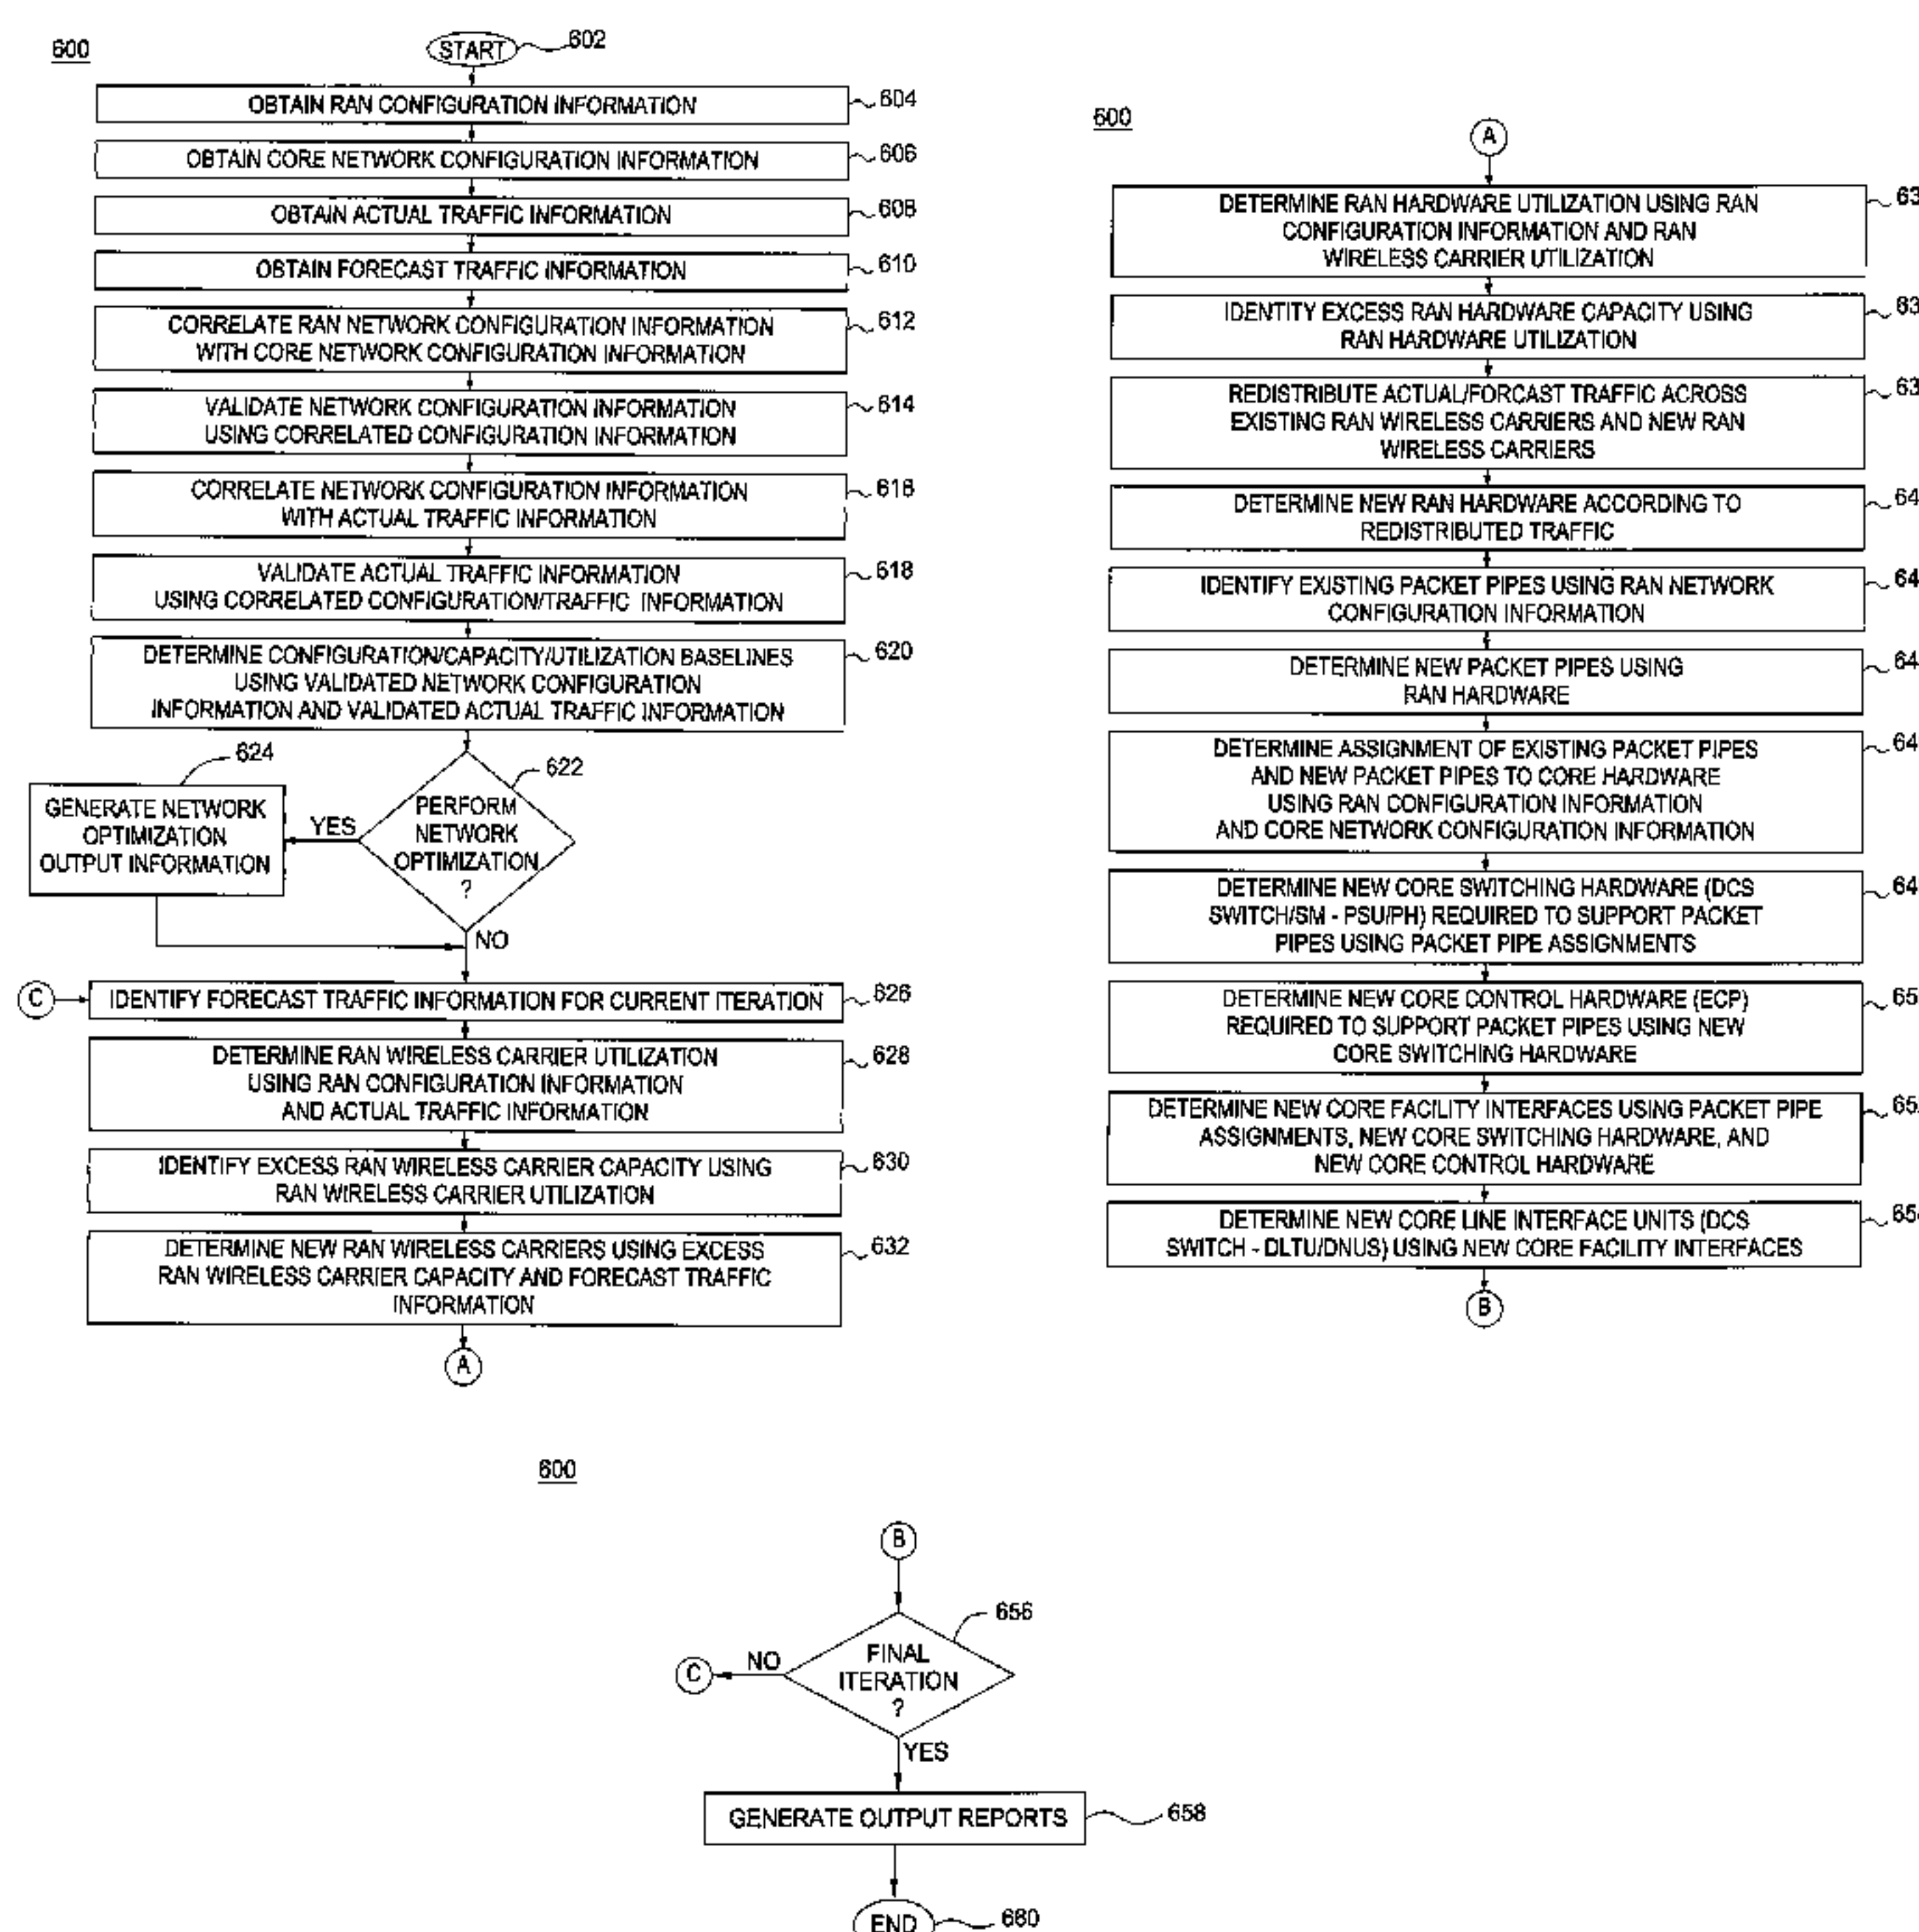 600
START
602
OBTAIN RAN CONFIGURATION INFORMATION
604
OBTAIN CORE NETWORK CONFIGURATION INFORMATION
606
OBTAIN ACTUAL TRAFFIC INFORMATION
608
OBTAIN FORECAST TRAFFIC INFORMATION
610
CORRELATE RAN NETWORK CONFIGURATION INFORMATION
WITH CORE NETWORK CONFIGURATION INFORMATION
612
VALIDATE NETWORK CONFIGURATION INFORMATION
USING CORRELATED CONFIGURATION INFORMATION
614
CORRELATE NETWORK CONFIGURATION INFORMATION
WITH ACTUAL TRAFFIC INFORMATION
616
VALIDATE ACTUAL TRAFFIC INFORMATION
USING CORRELATED CONFIGURATION/TRAFFIC INFORMATION
618
DETERMINE CONFIGURATION/CAPACITY/UTILIZATION BASELINES
USING VALIDATED NETWORK CONFIGURATION
INFORMATION AND VALIDATED ACTUAL TRAFFIC INFORMATION
620
624
622
GENERATE NETWORK
OPTIMIZATION
OUTPUT INFORMATION
YES
PERFORM
NETWORK
OPTIMIZATION
?
NO
C
IDENTIFY FORECAST TRAFFIC INFORMATION FOR CURRENT ITERATION
626
DETERMINE RAN WIRELESS CARRIER UTILIZATION
USING RAN CONFIGURATION INFORMATION
AND ACTUAL TRAFFIC INFORMATION
628
IDENTIFY EXCESS RAN WIRELESS CARRIER CAPACITY USING
RAN WIRELESS CARRIER UTILIZATION
630
DETERMINE NEW RAN WIRELESS CARRIERS USING EXCESS
RAN WIRELESS CARRIER CAPACITY AND FORECAST TRAFFIC
INFORMATION
632
A
600
A
DETERMINE RAN HARDWARE UTILIZATION USING RAN
CONFIGURATION INFORMATION AND RAN
WIRELESS CARRIER UTILIZATION
63
IDENTITY EXCESS RAN HARDWARE CAPACITY USING
RAN HARDWARE UTILIZATION
63
REDISTRIBUTE ACTUAL/FORCAST TRAFFIC ACROSS
EXISTING RAN WIRELESS CARRIERS AND NEW RAN
WIRELESS CARRIERS
63
DETERMINE NEW RAN HARDWARE ACCORDING TO
REDISTRIBUTED TRAFFIC
64
IDENTIFY EXISTING PACKET PIPES USING RAN NETWORK
CONFIGURATION INFORMATION
64
DETERMINE NEW PACKET PIPES USING
RAN HARDWARE
64
DETERMINE ASSIGNMENT OF EXISTING PACKET PIPES
AND NEW PACKET PIPES TO CORE HARDWARE
USING RAN CONFIGURATION INFORMATION
AND CORE NETWORK CONFIGURATION INFORMATION
64
DETERMINE NEW CORE SWITCHING HARDWARE (DCS
SWITCH/SM - PSU/PH) REQUIRED TO SUPPORT PACKET
PIPES USING PACKET PIPE ASSIGNMENTS
64
DETERMINE NEW CORE CONTROL HARDWARE (ECP)
REQUIRED TO SUPPORT PACKET PIPES USING NEW
CORE SWITCHING HARDWARE
65
DETERMINE NEW CORE FACILITY INTERFACES USING PACKET PIPE
ASSIGNMENTS, NEW CORE SWITCHING HARDWARE, AND
NEW CORE CONTROL HARDWARE
65
DETERMINE NEW CORE LINE INTERFACE UNITS (DCS
SWITCH - DLTU/DNUS) USING NEW CORE FACILITY INTERFACES
65
B
600
B
656
FINAL
ITERATION
?
NO
C
YES
GENERATE OUTPUT REPORTS
658
END
660